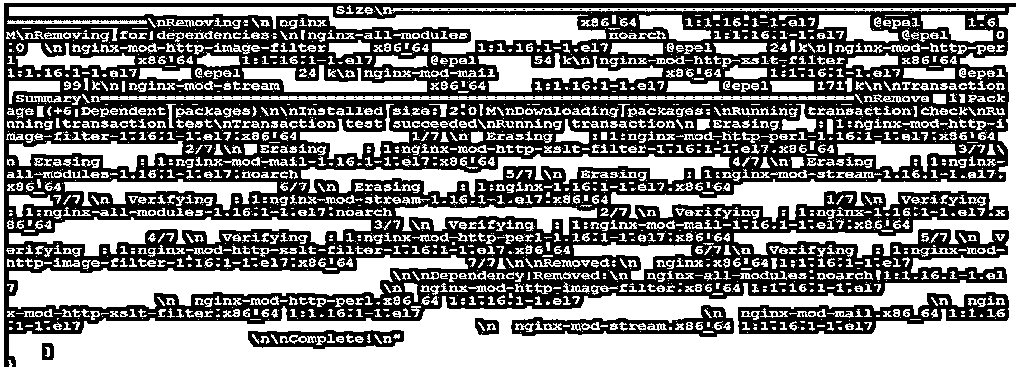 Size\n================================================================================
====================\nRemoving:\n nginx x86_64 1:1.16.1-1.el7 @epel 1.6
M\nRemoving for dependencies:\n nginx-all-modules noarch 1:1.16.1-1.el7 @epel 0
.0 \n nginx-mod-http-image-filter x86_64 1:1.16.1-1.el7 @epel 24 k\n nginx-mod-http-per
l x86_64 1:1.16.1-1.el7 @epel 54 k\n nginx-mod-http-xslt-filter x86_64
1:1.16.1-1.el7 @epel 24 k\n nginx-mod-mail x86_64 1:1.16.1-1.el7 @epel
99 k\n nginx-mod-stream x86_64 1:1.16.1-1.el7 @epel 171 k\n\nTransaction
Summary\n================================================================================\nRemove 1 Pack
age (+6 Dependent packages)\n\nInstalled size: 2.0 M\nDownloading packages:\nRunning transaction check\nRu
nning transaction test\nTransaction test succeeded\nRunning transaction\n Erasing : 1:nginx-mod-http-i
mage-filter-1.16.1-1.el7.x86_64 1/7 \n Erasing : 1:nginx-mod-http-perl-1.16.1-1.el7.x86_64
2/7 \n Erasing : 1:nginx-mod-http-xslt-filter-1.16.1-1.el7.x86_64 3/7 \
n Erasing : 1:nginx-mod-mail-1.16.1-1.el7.x86_64 4/7 \n Erasing : 1:nginx-
all-modules-1.16.1-1.el7.noarch 5/7 \n Erasing : 1:nginx-mod-stream-1.16.1-1.el7.
x86_64 6/7 \n Erasing : 1:nginx-1.16.1-1.el7.x86_64
7/7 \n Verifying : 1:nginx-mod-stream-1.16.1-1.el7.x86_64 1/7 \n Verifying
: 1:nginx-all-modules-1.16.1-1.el7.noarch 2/7 \n Verifying : 1:nginx-1.16.1-1.el7.x
86_64 3/7 \n Verifying : 1:nginx-mod-mail-1.16.1-1.el7.x86_64
4/7 \n Verifying : 1:nginx-mod-http-perl-1.16.1-1.el7.x86_64 5/7 \n V
erifying : 1:nginx-mod-http-xslt-filter-1.16.1-1.el7.x86_64 6/7 \n Verifying : 1:nginx-mod-
http-image-filter-1.16.1-1.el7.x86_64 7/7 \n\nRemoved:\n nginx.x86_64 1:1.16.1-1.el7
\n\nDependency Removed:\n nginx-all-modules.noarch 1:1.16.1-1.el
7 \n nginx-mod-http-image-filter.x86_64 1:1.16.1-1.el7
\n nginx-mod-http-perl.x86_64 1:1.16.1-1.el7 \n ngin
x-mod-http-xslt-filter.x86_64 1:1.16.1-1.el7 \n nginx-mod-mail.x86_64 1:1.16
.1-1.el7 \n nginx-mod-stream.x86_64 1:1.16.1-1.el7
\n\nComplete!\n"
]
}